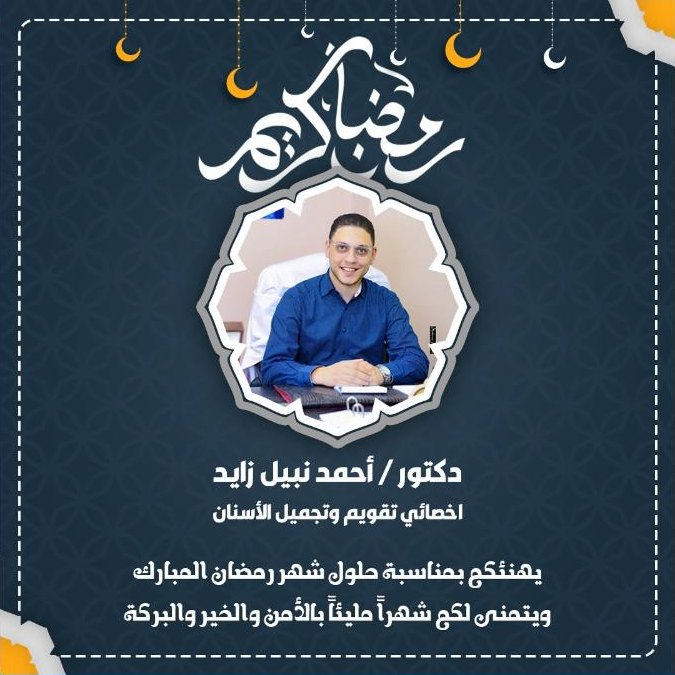 رمضان كريم
دكتور / أحمد نبيل زايد
اخصائي تقويم وتجميل الأسنان
يهنئكم بمناسبة حلول شهر رمضان المبارك
ويتمنى لكم شهراً مليئاً بالأمن والخير والبركة